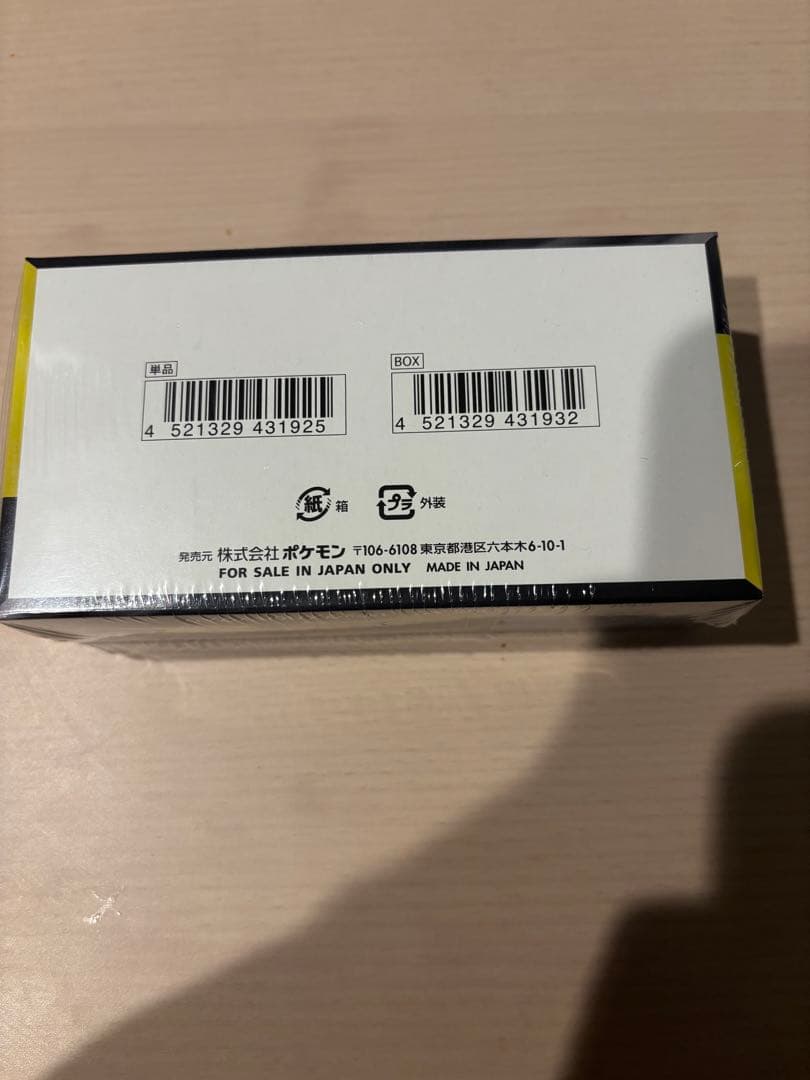 単品
4 521329 431925
BOX
4 521329 431932
紙 箱
プラ 外装
発売元 株式会社 ポケモン 〒106-6108 東京都港区六本木6-10-1
FOR SALE IN JAPAN ONLY MADE IN JAPAN